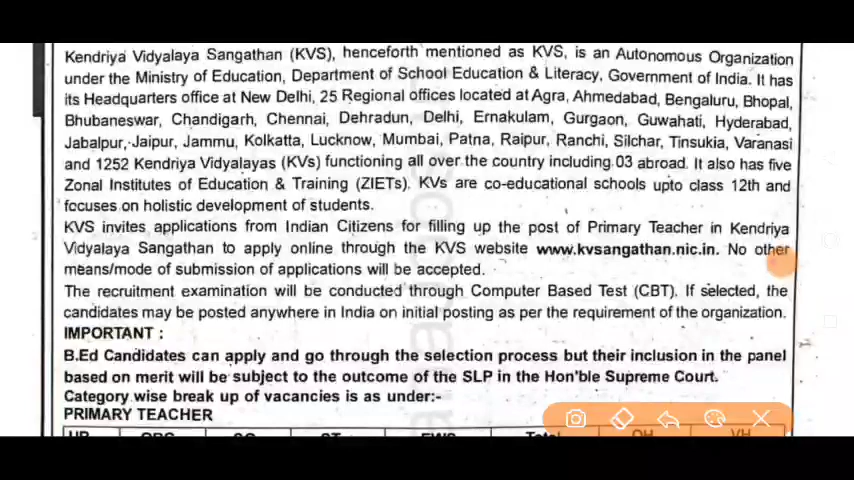 Kendriya Vidyalaya Sangathan (KVS), henceforth mentioned as KVS, is an Autonomous Organization
under the Ministry of Education, Department of School Education & Literacy, Government of India. It has
its Headquarters office at New Delhi, 25 Regional offices located at Agra, Ahmedabad, Bengaluru, Bhopal,
Bhubaneswar, Chandigarh, Chennai, Dehradun, Delhi, Ernakulam, Gurgaon, Guwahati, Hyderabad,
Jabalpur, Jaipur, Jammu, Kolkatta, Lucknow, Mumbai, Patna, Raipur, Ranchi, Silchar, Tinsukia, Varanasi
and 1252 Kendriya Vidyalayas (KVs) functioning all over the country including 03 abroad. It also has five
Zonal Institutes of Education & Training (ZIETs). KVs are co-educational schools upto class 12th and
focuses on holistic development of students.
KVS invites applications from Indian Citizens for filling up the post of Primary Teacher in Kendriya
Vidyalaya Sangathan to apply online through the KVS website www.kvsangathan.nic.in. No other
means/mode of submission of applications will be accepted.
The recruitment examination will be conducted through Computer Based Test (CBT). If selected, the
candidates may be posted anywhere in India on initial posting as per the requirement of the organization.
IMPORTANT :
B.Ed Candidates can apply and go through the selection process but their inclusion in the panel
based on merit will be subject to the outcome of the SLP in the Hon'ble Supreme Court.
Category wise break up of vacancies is as under:-
PRIMARY TEACHER
UR OBC SC ST EWS Total OH VH